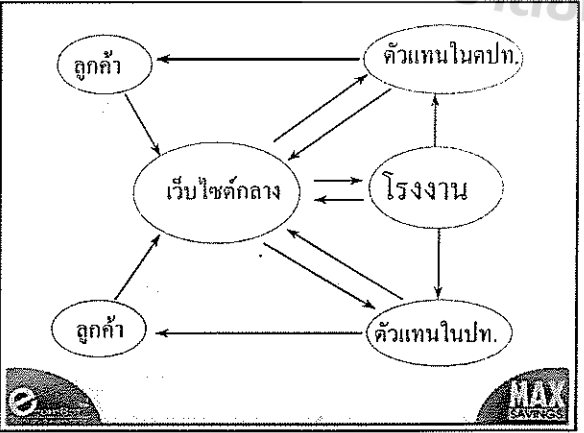 ลูกค้า
ตัวแทนในตปท.
เว็บไซต์กลาง
โรงงาน
ลูกค้า
ตัวแทนในปท.
MAX
SAVINGS